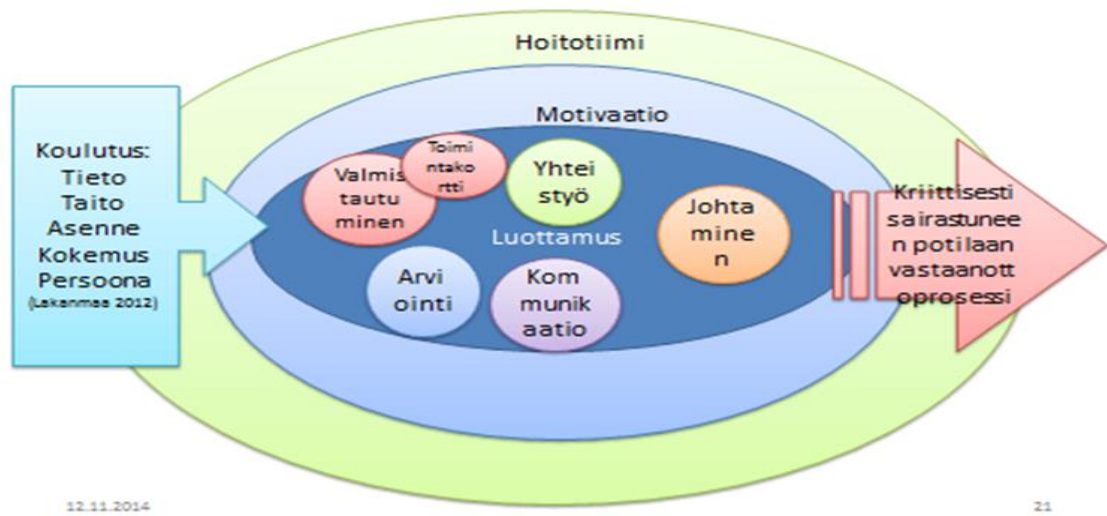 Hoitotiimi
Motivaatio
Koulutus:
Tieto
Taito
Asenne
Kokemus
Persoona
(Lakanmaa 2012)
Valmis
tautu
minen
Toimi
ntako
rtti
Yhtei
styö
Luottamus
Johta
mine
n
Arvi
ointi
Kom
munik
aatio
Kriittisesti
sairastunee
n potilaan
vastaanott
oprosessi
12.11.2014
21